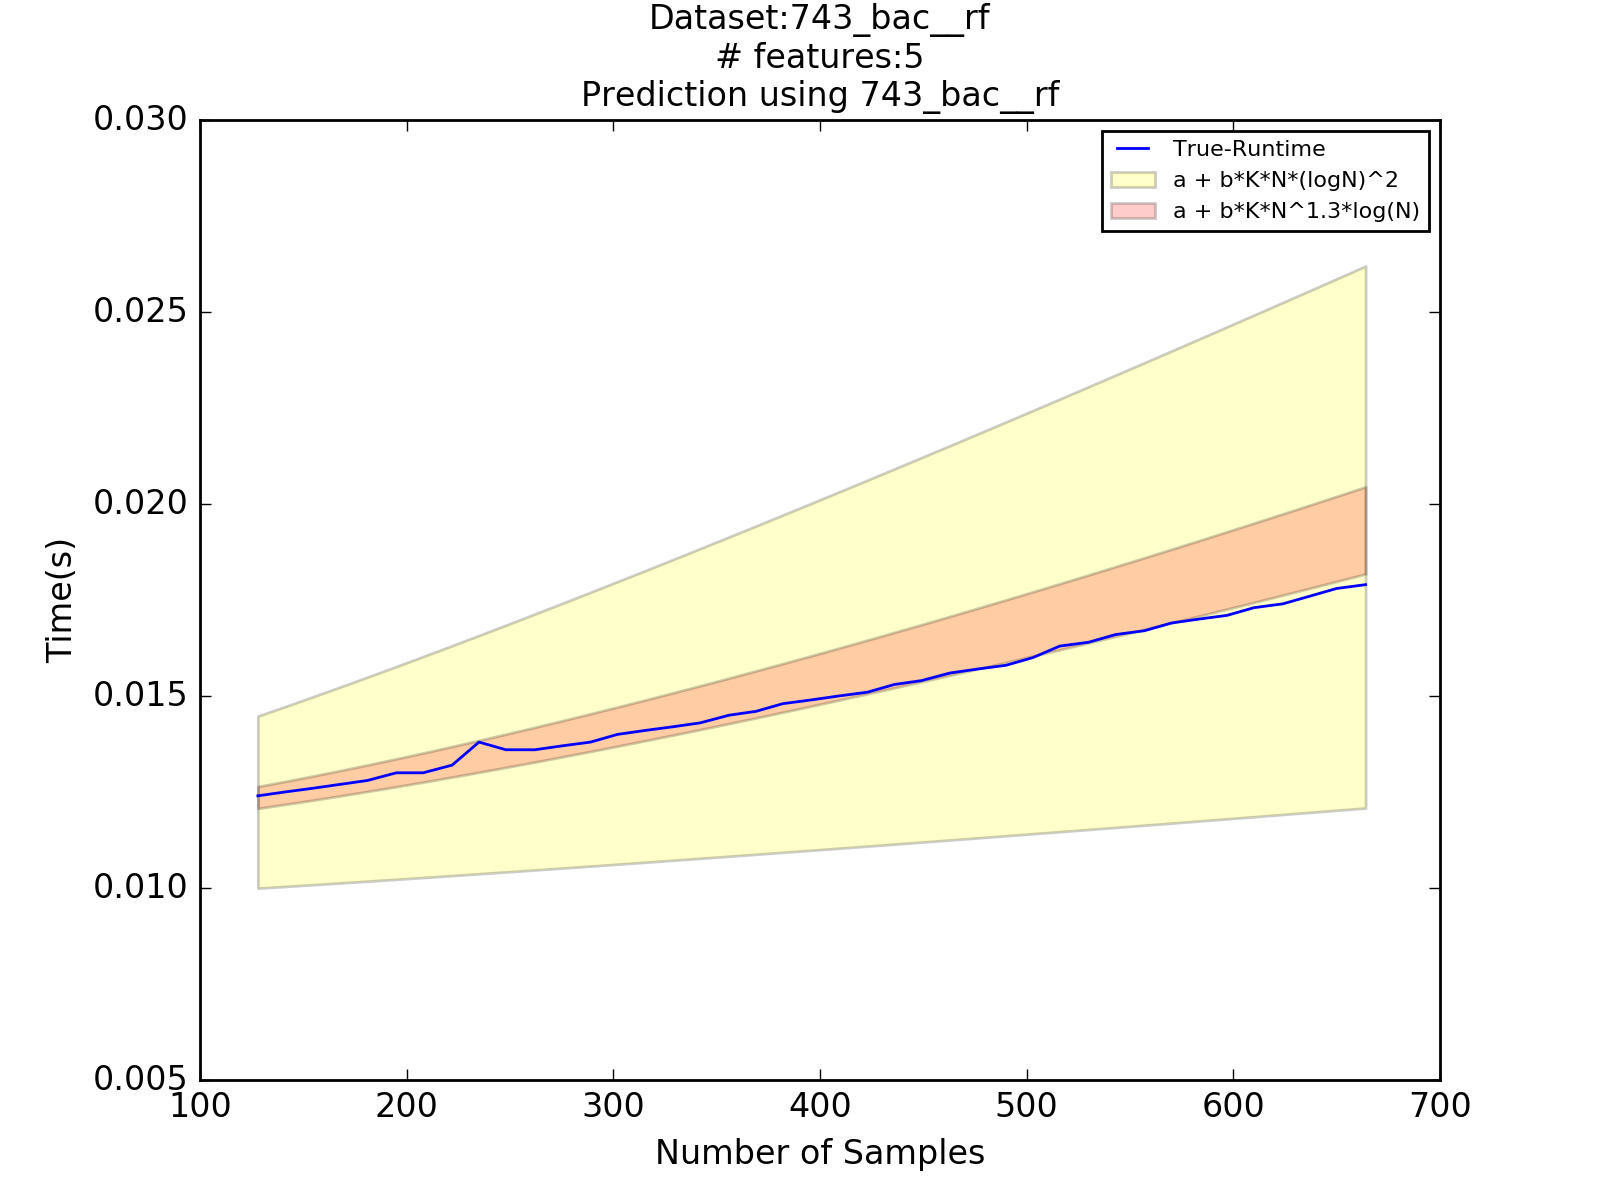 Dataset:743_bac__rf
# features:5
Prediction using 743_bac__rf
0.030
0.025
0.020
0.015
0.010
0.005
Time(s)
True-Runtime
a + b*K*N*(logN)^2
a + b*K*N^1.3*log(N)
100 200 300 400 500 600 700
Number of Samples